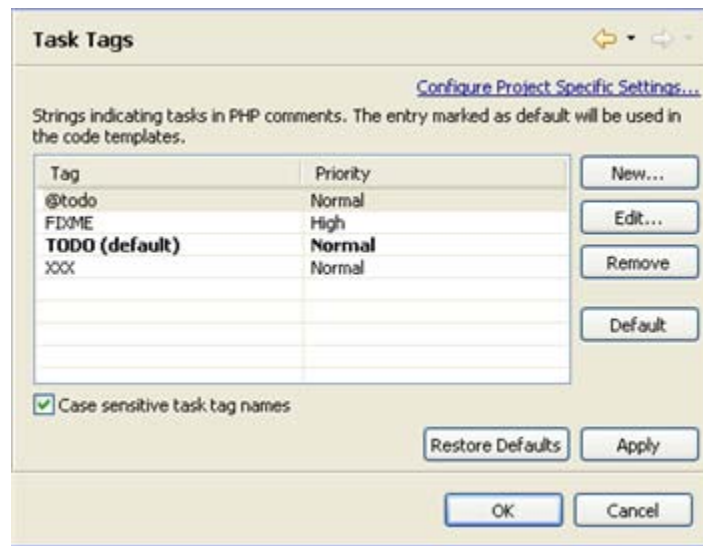 Task Tags
Configure Project Specific Settings...
Strings indicating tasks in PHP comments. The entry marked as default will be used in
the code templates.
Tag Priority
@todo Normal
FIXME High
TODO (default) Normal
XXX Normal
New...
Edit...
Remove
Default
Case sensitive task tag names
Restore Defaults Apply
OK Cancel